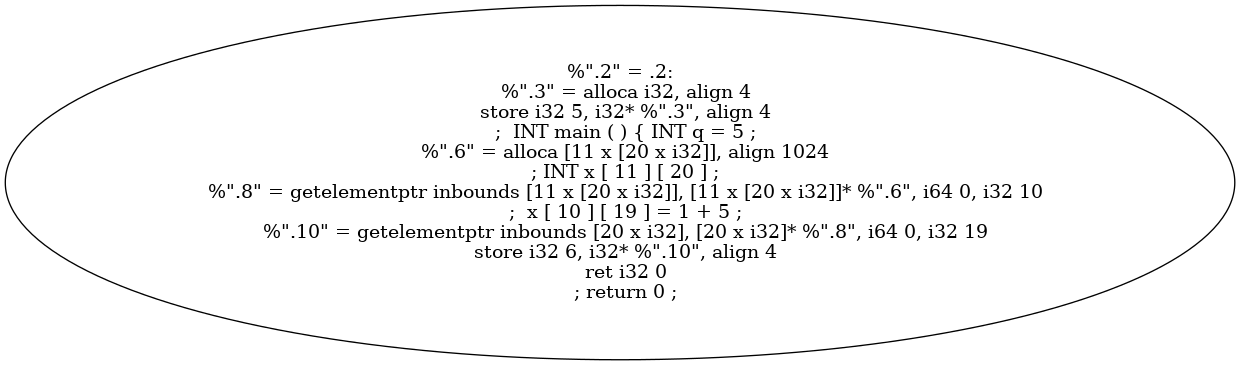 %".2" = .2:
%".3" = alloca i32, align 4
store i32 5, i32* %".3", align 4
;  INT main ( ) { INT q = 5 ;
%".6" = alloca [11 x [20 x i32]], align 1024
; INT x [ 11 ] [ 20 ] ;
%".8" = getelementptr inbounds [11 x [20 x i32]], [11 x [20 x i32]]* %".6", i64 0, i32 10
;  x [ 10 ] [ 19 ] = 1 + 5 ;
%".10" = getelementptr inbounds [20 x i32], [20 x i32]* %".8", i64 0, i32 19
store i32 6, i32* %".10", align 4
ret i32 0
; return 0 ;